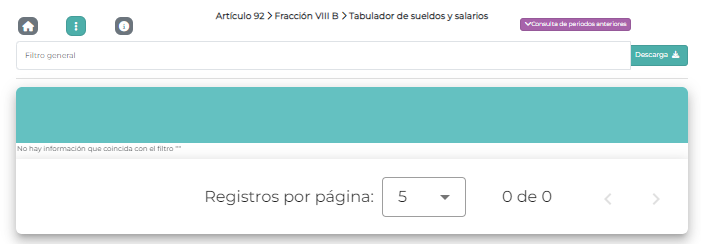 Artículo 92 > Fracción VIII B > Tabulador de sueldos y salarios
Consulta de periodos anteriores
Filtro general
Descarga
No hay información que coincida con el filtro ""
Registros por página: 5 0 de 0